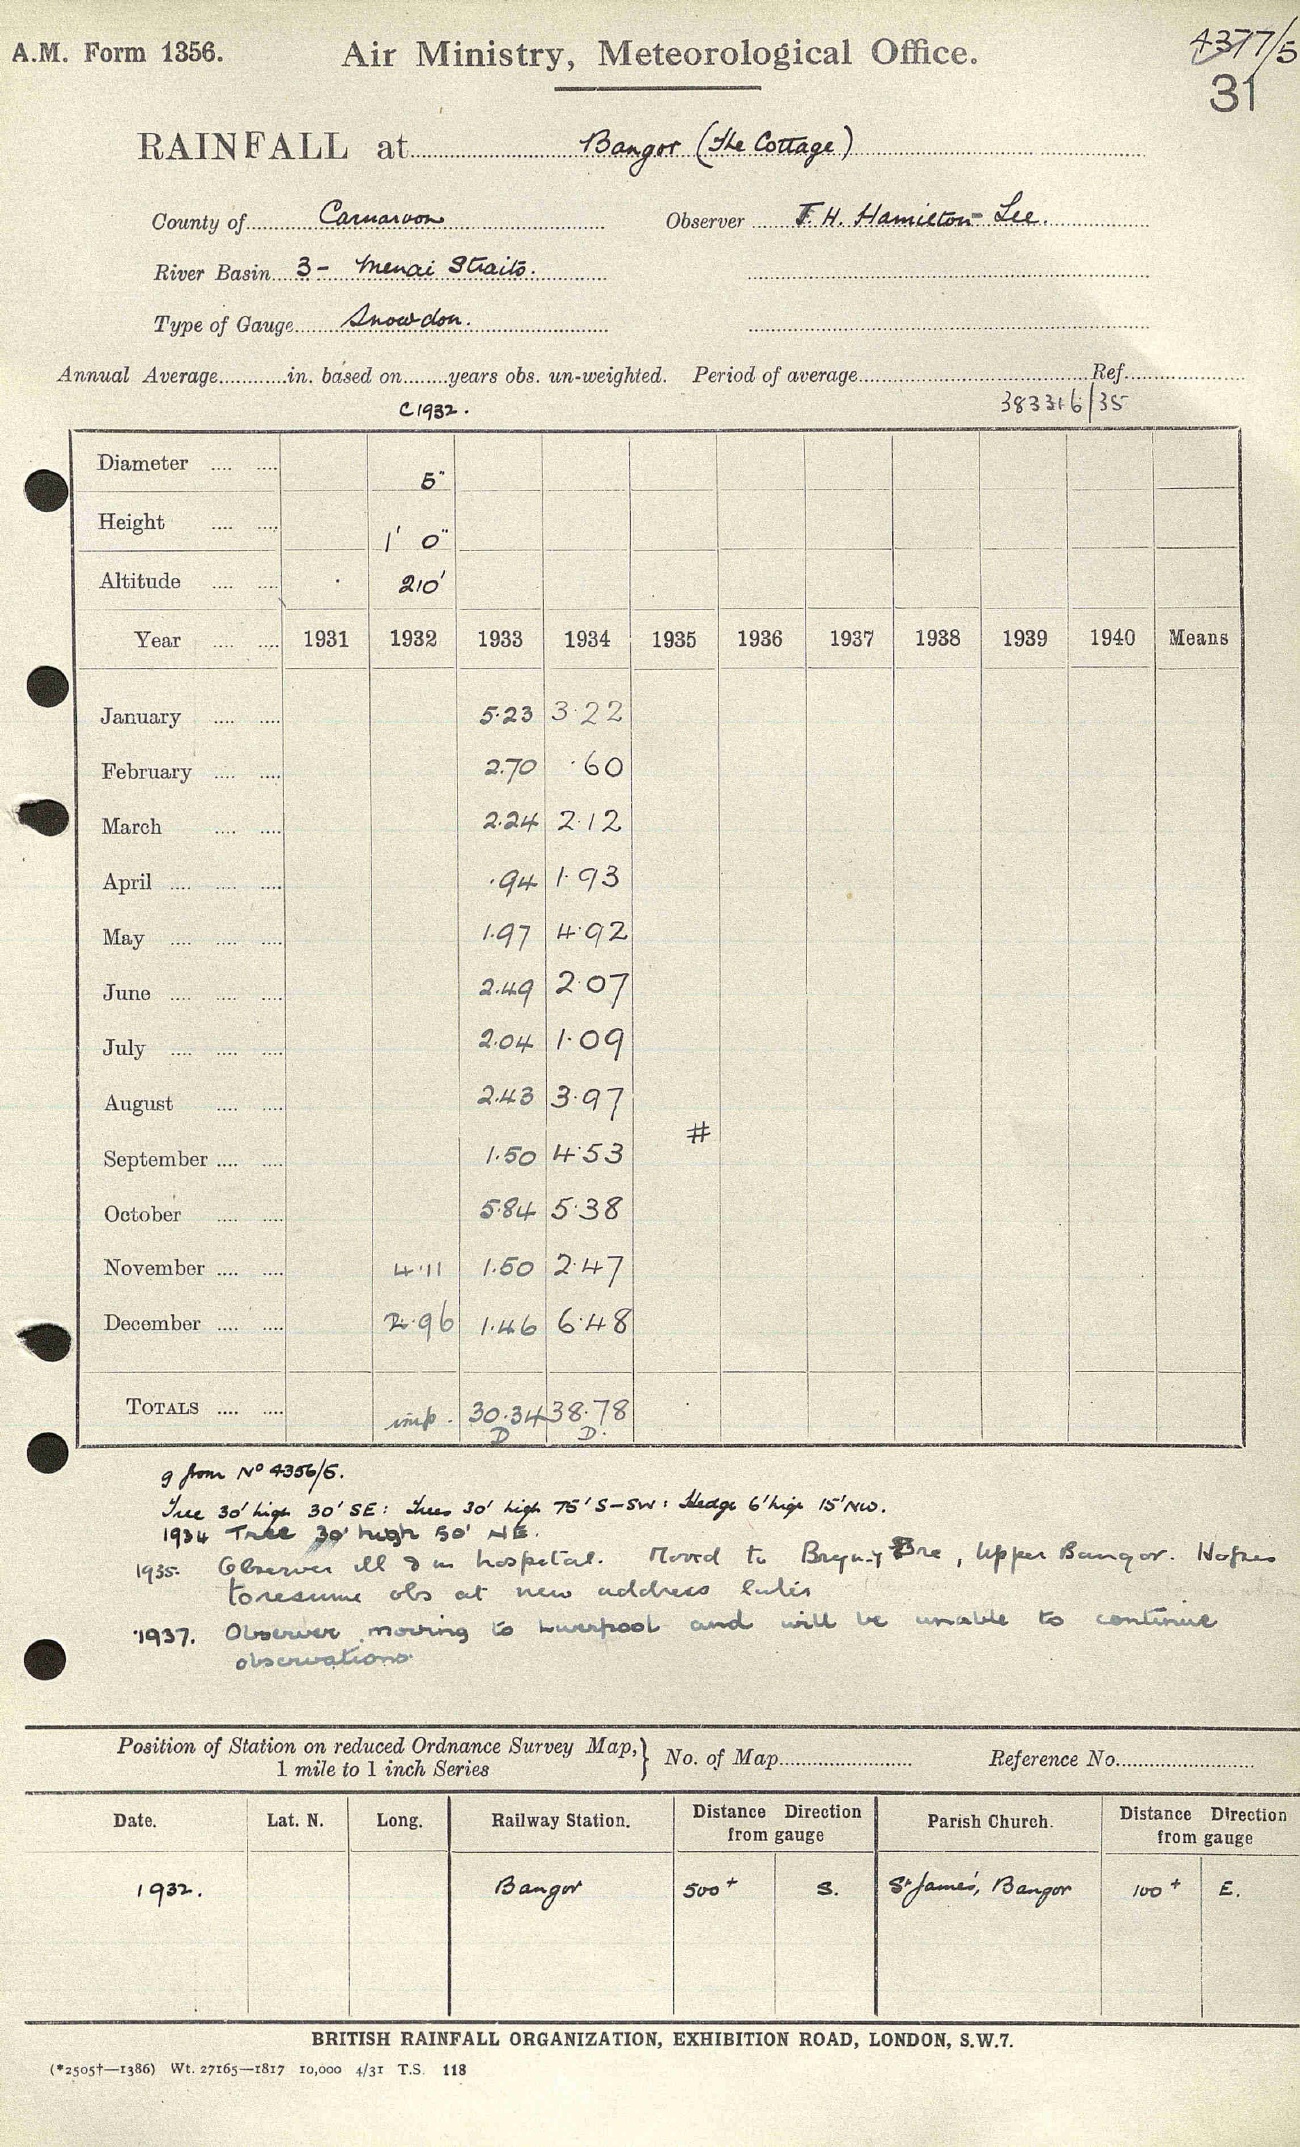 A.M. Form 1356.
Air Ministry, Meteorological Office.
4377/5
31
RAINFALL at Bangor (The Cottage)
County of Carnarvon
Observer J. H. Hamilton-Lee.
River Basin 3- Menai Straits.
Type of Gauge Snowdon.
Annual Average in. based on years obs. un-weighted. Period of average Ref
C1932.
383316/35
Diameter 5"
Height 1' 0"
Altitude 210'
Year 1931 1932 1933 1934 1935 1936 1937 1938 1939 1940 Means
January 5.23 3.22
February 2.70 .60
March 2.24 2.12
April .94 1.93
May 1.97 4.92
June 2.49 2.07
July 2.04 1.09
August 2.43 3.97
#
September 1.50 4.53
October 5.84 5.38
November 4.11 1.50 2.47
December 2.96 1.46 6.48
TOTALS imp. 30.34 38.78
D D.
g from No 4356/5.
Tree 30' high 30' SE: Trees 30' high 75' S-SW: Hedge 6' high 15' NW.
1934 Tree 30' high 50' NE.
1935. Observer ill & in hospital. Moved to Bryn-y Bre, Upper Bangor. Hopes
to resume obs at new address later
1937. Observer moving to Liverpool and will be unable to continue
observations.
Position of Station on reduced Ordnance Survey Map, 1 mile to 1 inch Series } No. of Map Reference No.
Date. Lat. N. Long. Railway Station. Distance Direction from gauge Parish Church. Distance Direction from gauge
1932. Bangor 500+ S. St James', Bangor 100+ E.
BRITISH RAINFALL ORGANIZATION, EXHIBITION ROAD, LONDON, S.W.7.
(*2505†—1386) Wt. 27165—1817 10,000 4/31 T.S. 118